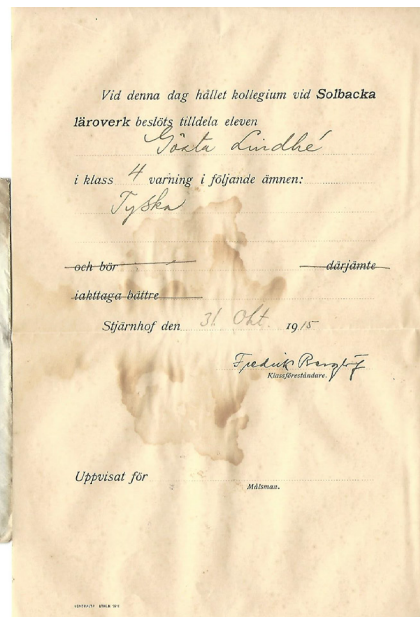 Vid denna dag hållet kollegium vid Solbacka
läroverk beslöts tilldela eleven
Gösta Lindhé
i klass 4 varning i följande ämnen:
Tyska
och bör därjämte
iakttaga bättre
Stjärnhof den 31 Okt. 1915
Fredrik
Klassföreståndare.
Uppvisat för
Målsman.